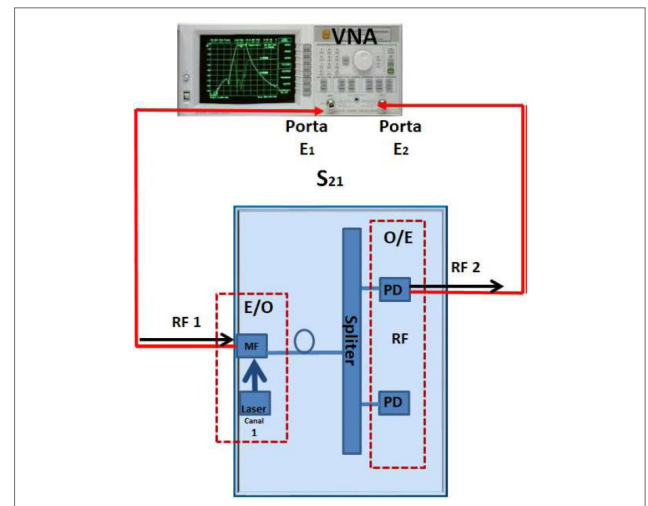 VNA
Porta
E1
Porta
E2
S21
O/E
RF 2
PD
E/O
RF 1
MF
Spliter
RF
Laser
Canal
1
PD